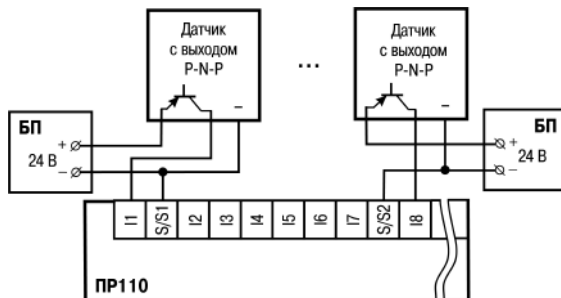 Датчик
с выходом
P-N-P
–
...
Датчик
с выходом
P-N-P
–
БП
+
24 В
–
БП
+
24 В
–
I1 S/S1 I2 I3 I4 I5 I6 I7 S/S2 I8
ПР110